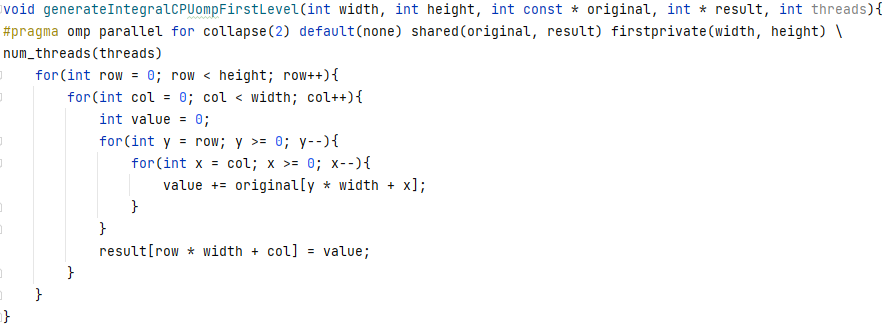 void generateIntegralCPUompFirstLevel(int width, int height, int const * original, int * result, int threads){
#pragma omp parallel for collapse(2) default(none) shared(original, result) firstprivate(width, height) \
num_threads(threads)
    for(int row = 0; row < height; row++){
        for(int col = 0; col < width; col++){
            int value = 0;
            for(int y = row; y >= 0; y--){
                for(int x = col; x >= 0; x--){
                    value += original[y * width + x];
                }
            }
            result[row * width + col] = value;
        }
    }
}